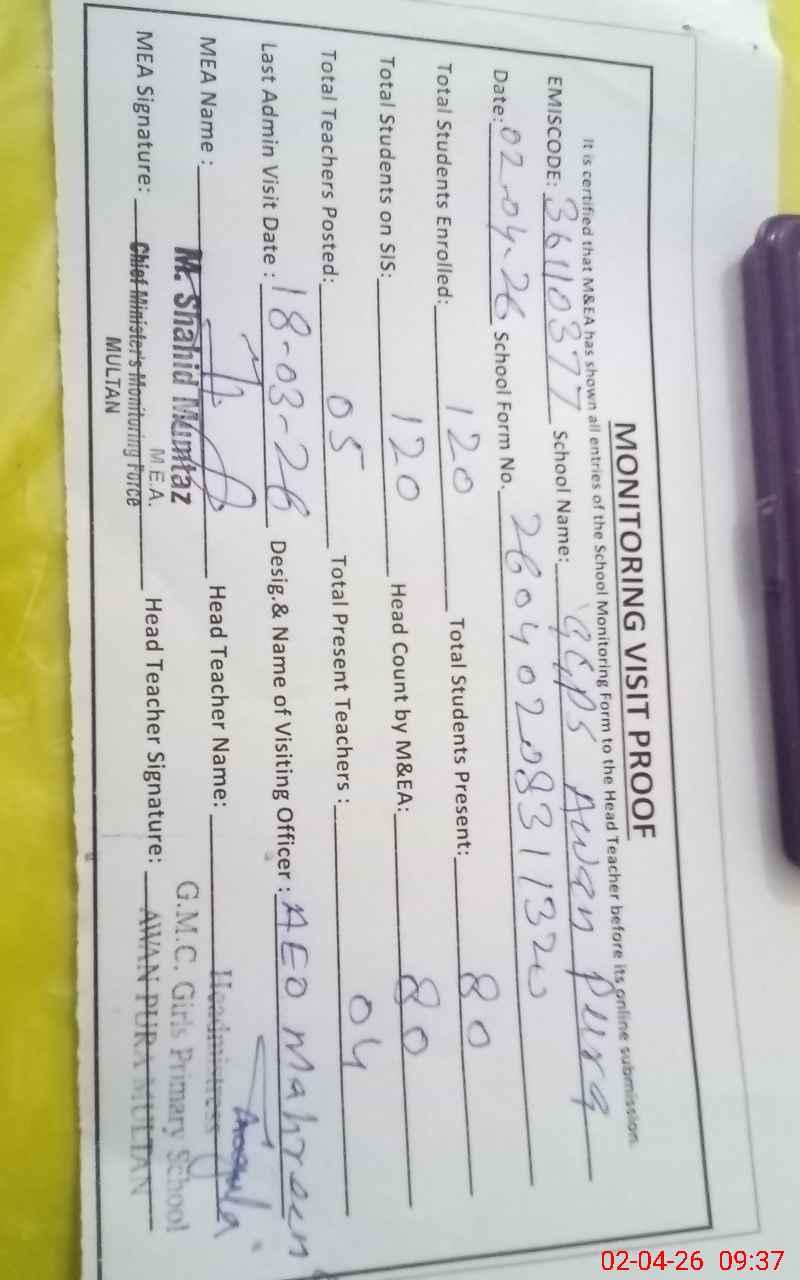 MONITORING VISIT PROOF
It is certified that M&EA has shown all entries of the School Monitoring Form to the Head Teacher before its online submission.
EMISCODE: 36110377 School Name: GGPS Awan Pura
Date: 02-04-26 School Form No. 260402083111320
Total Students Enrolled: 120 Total Students Present: 80
Total Students on SIS: 120 Head Count by M&EA: 80
Total Teachers Posted: 05 Total Present Teachers : 04
Last Admin Visit Date : 18-03-26 Desig.& Name of Visiting Officer : AEO Mahreen
MEA Name : Head Teacher Name:
M. Shahid Mumtaz
M.E.A.
Headmistress
G.M.C. Girls Primary School
MEA Signature: Chief Minister's Monitoring Force Head Teacher Signature: AWAN PURA MULTAN
MULTAN
02-04-26 09:37